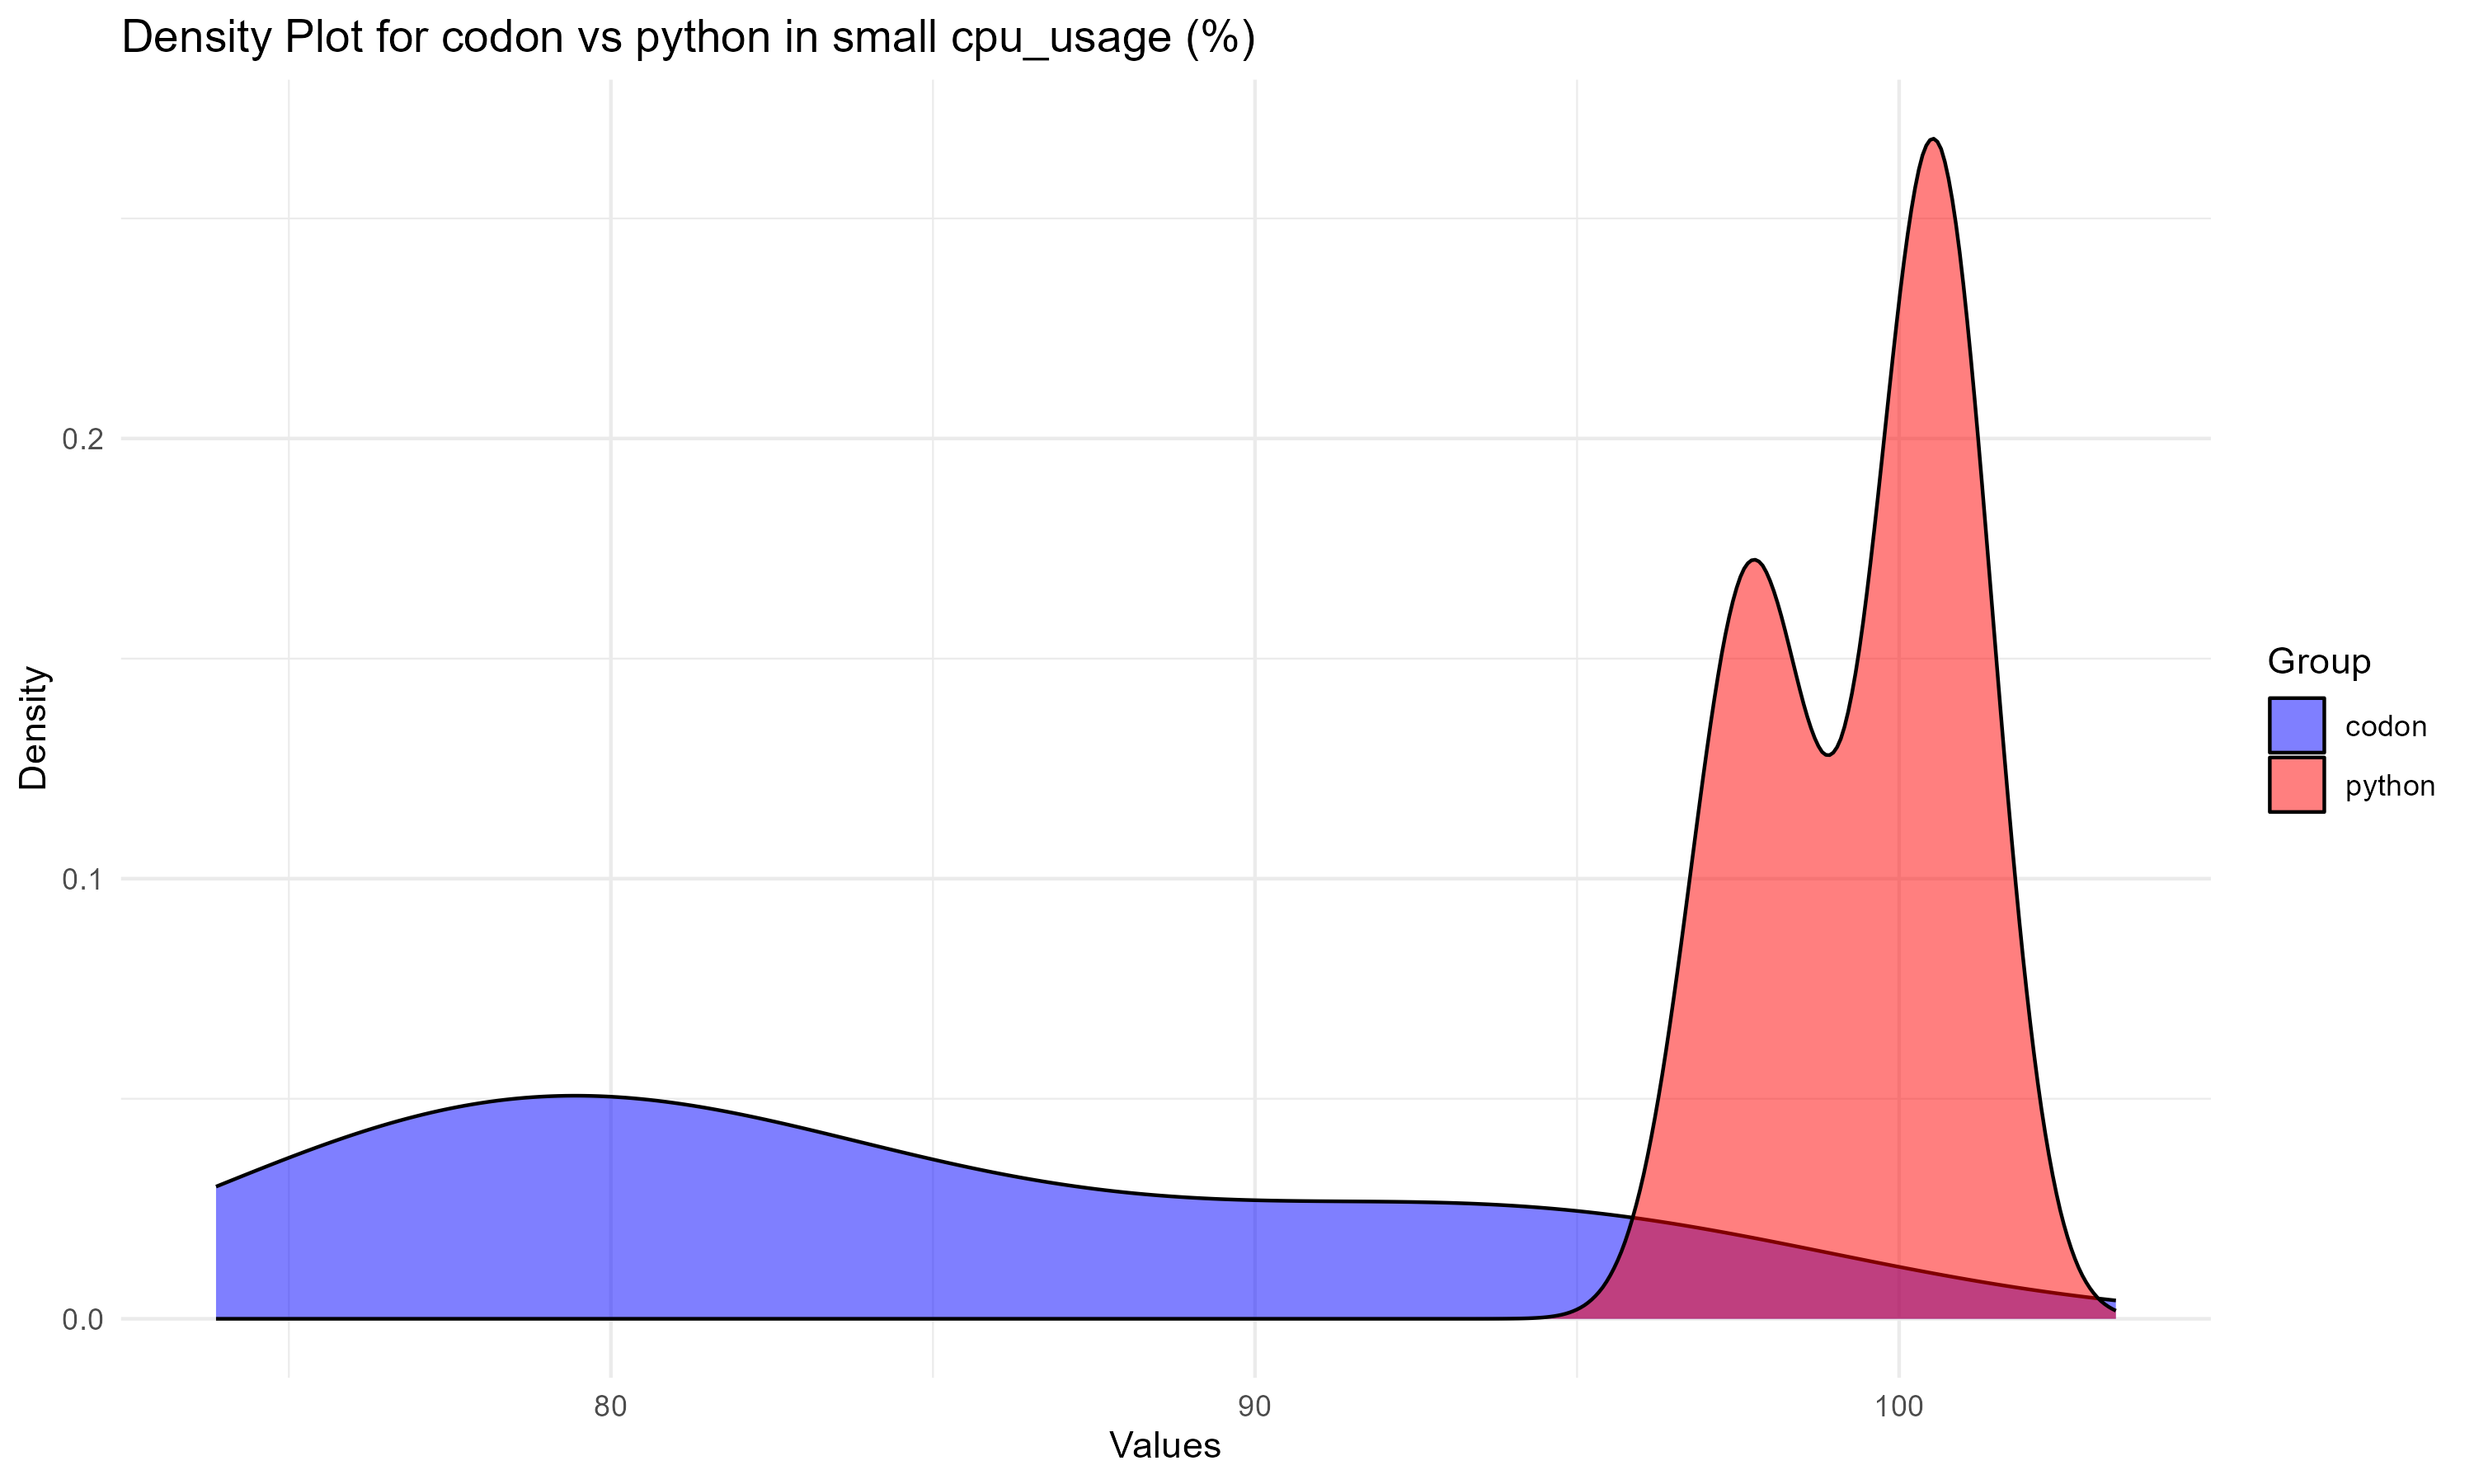 Density Plot for codon vs python in small cpu_usage (%)
Density
0.2
0.1
0.0
80
90
100
Values
Group
codon
python